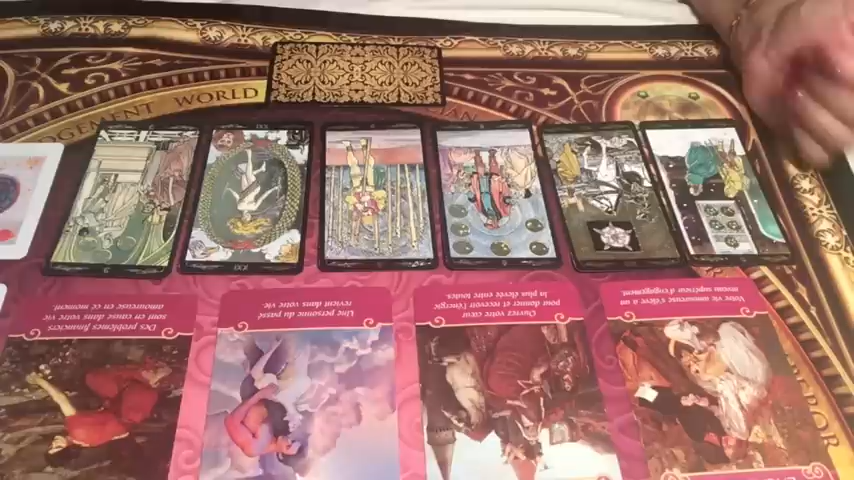 JUDGEMENT WORLD
XXI
XXI
Des problèmes financiers
sont en cause dans votre vie
amoureuse en ce moment.
Une personne du passé
revient dans votre vie.
Ouvrez votre cœur
pour donner et recevoir l'énergie
la plus élevée entre toutes.
Votre vie amoureuse s'élève à un
niveau supérieur d'engagement.